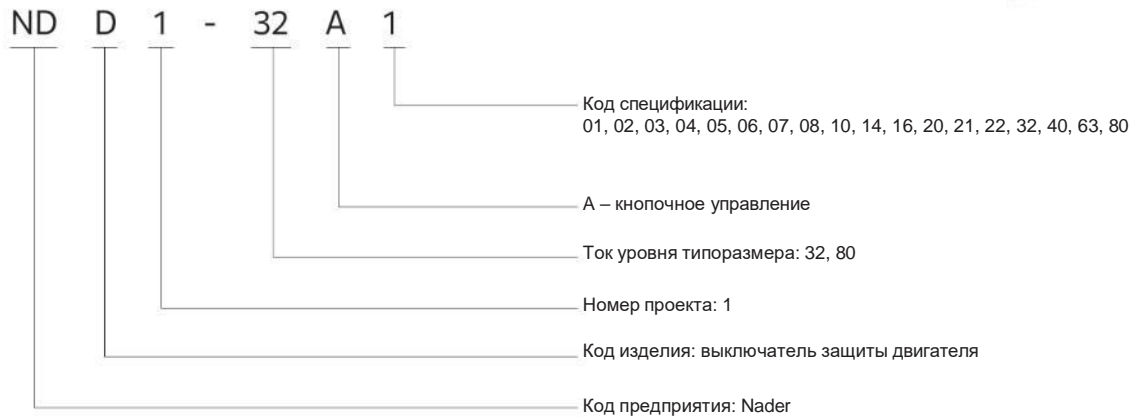 ND D 1 - 32 A 1
Код спецификации:
01, 02, 03, 04, 05, 06, 07, 08, 10, 14, 16, 20, 21, 22, 32, 40, 63, 80
А – кнопочное управление
Ток уровня типоразмера: 32, 80
Номер проекта: 1
Код изделия: выключатель защиты двигателя
Код предприятия: Nader